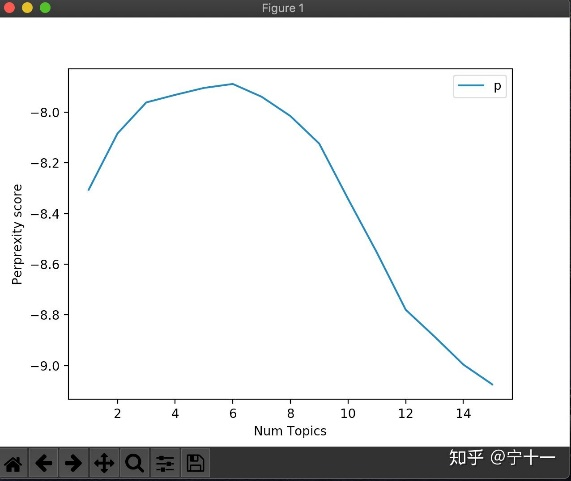 Figure 1
p
−8.0
−8.2
−8.4
−8.6
−8.8
−9.0
Perprexity score
2 4 6 8 10 12 14
Num Topics
知乎 @宁十一